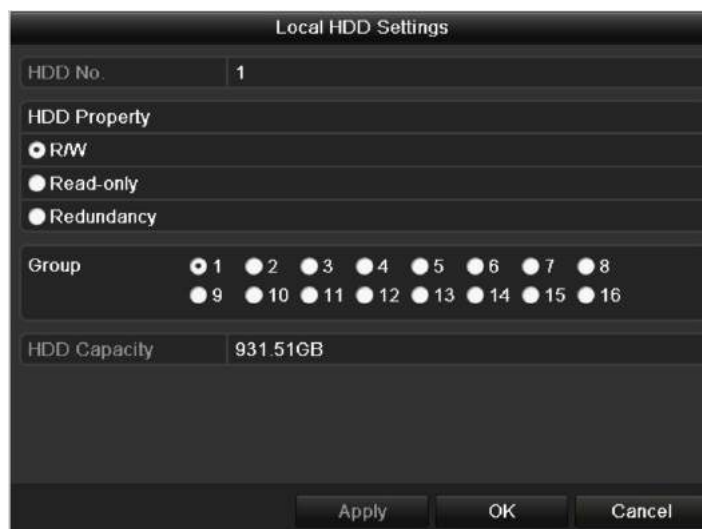 Local HDD Settings
HDD No. 1
HDD Property
R/W
Read-only
Redundancy
Group 1 2 3 4 5 6 7 8
9 10 11 12 13 14 15 16
HDD Capacity 931.51GB
Apply OK Cancel